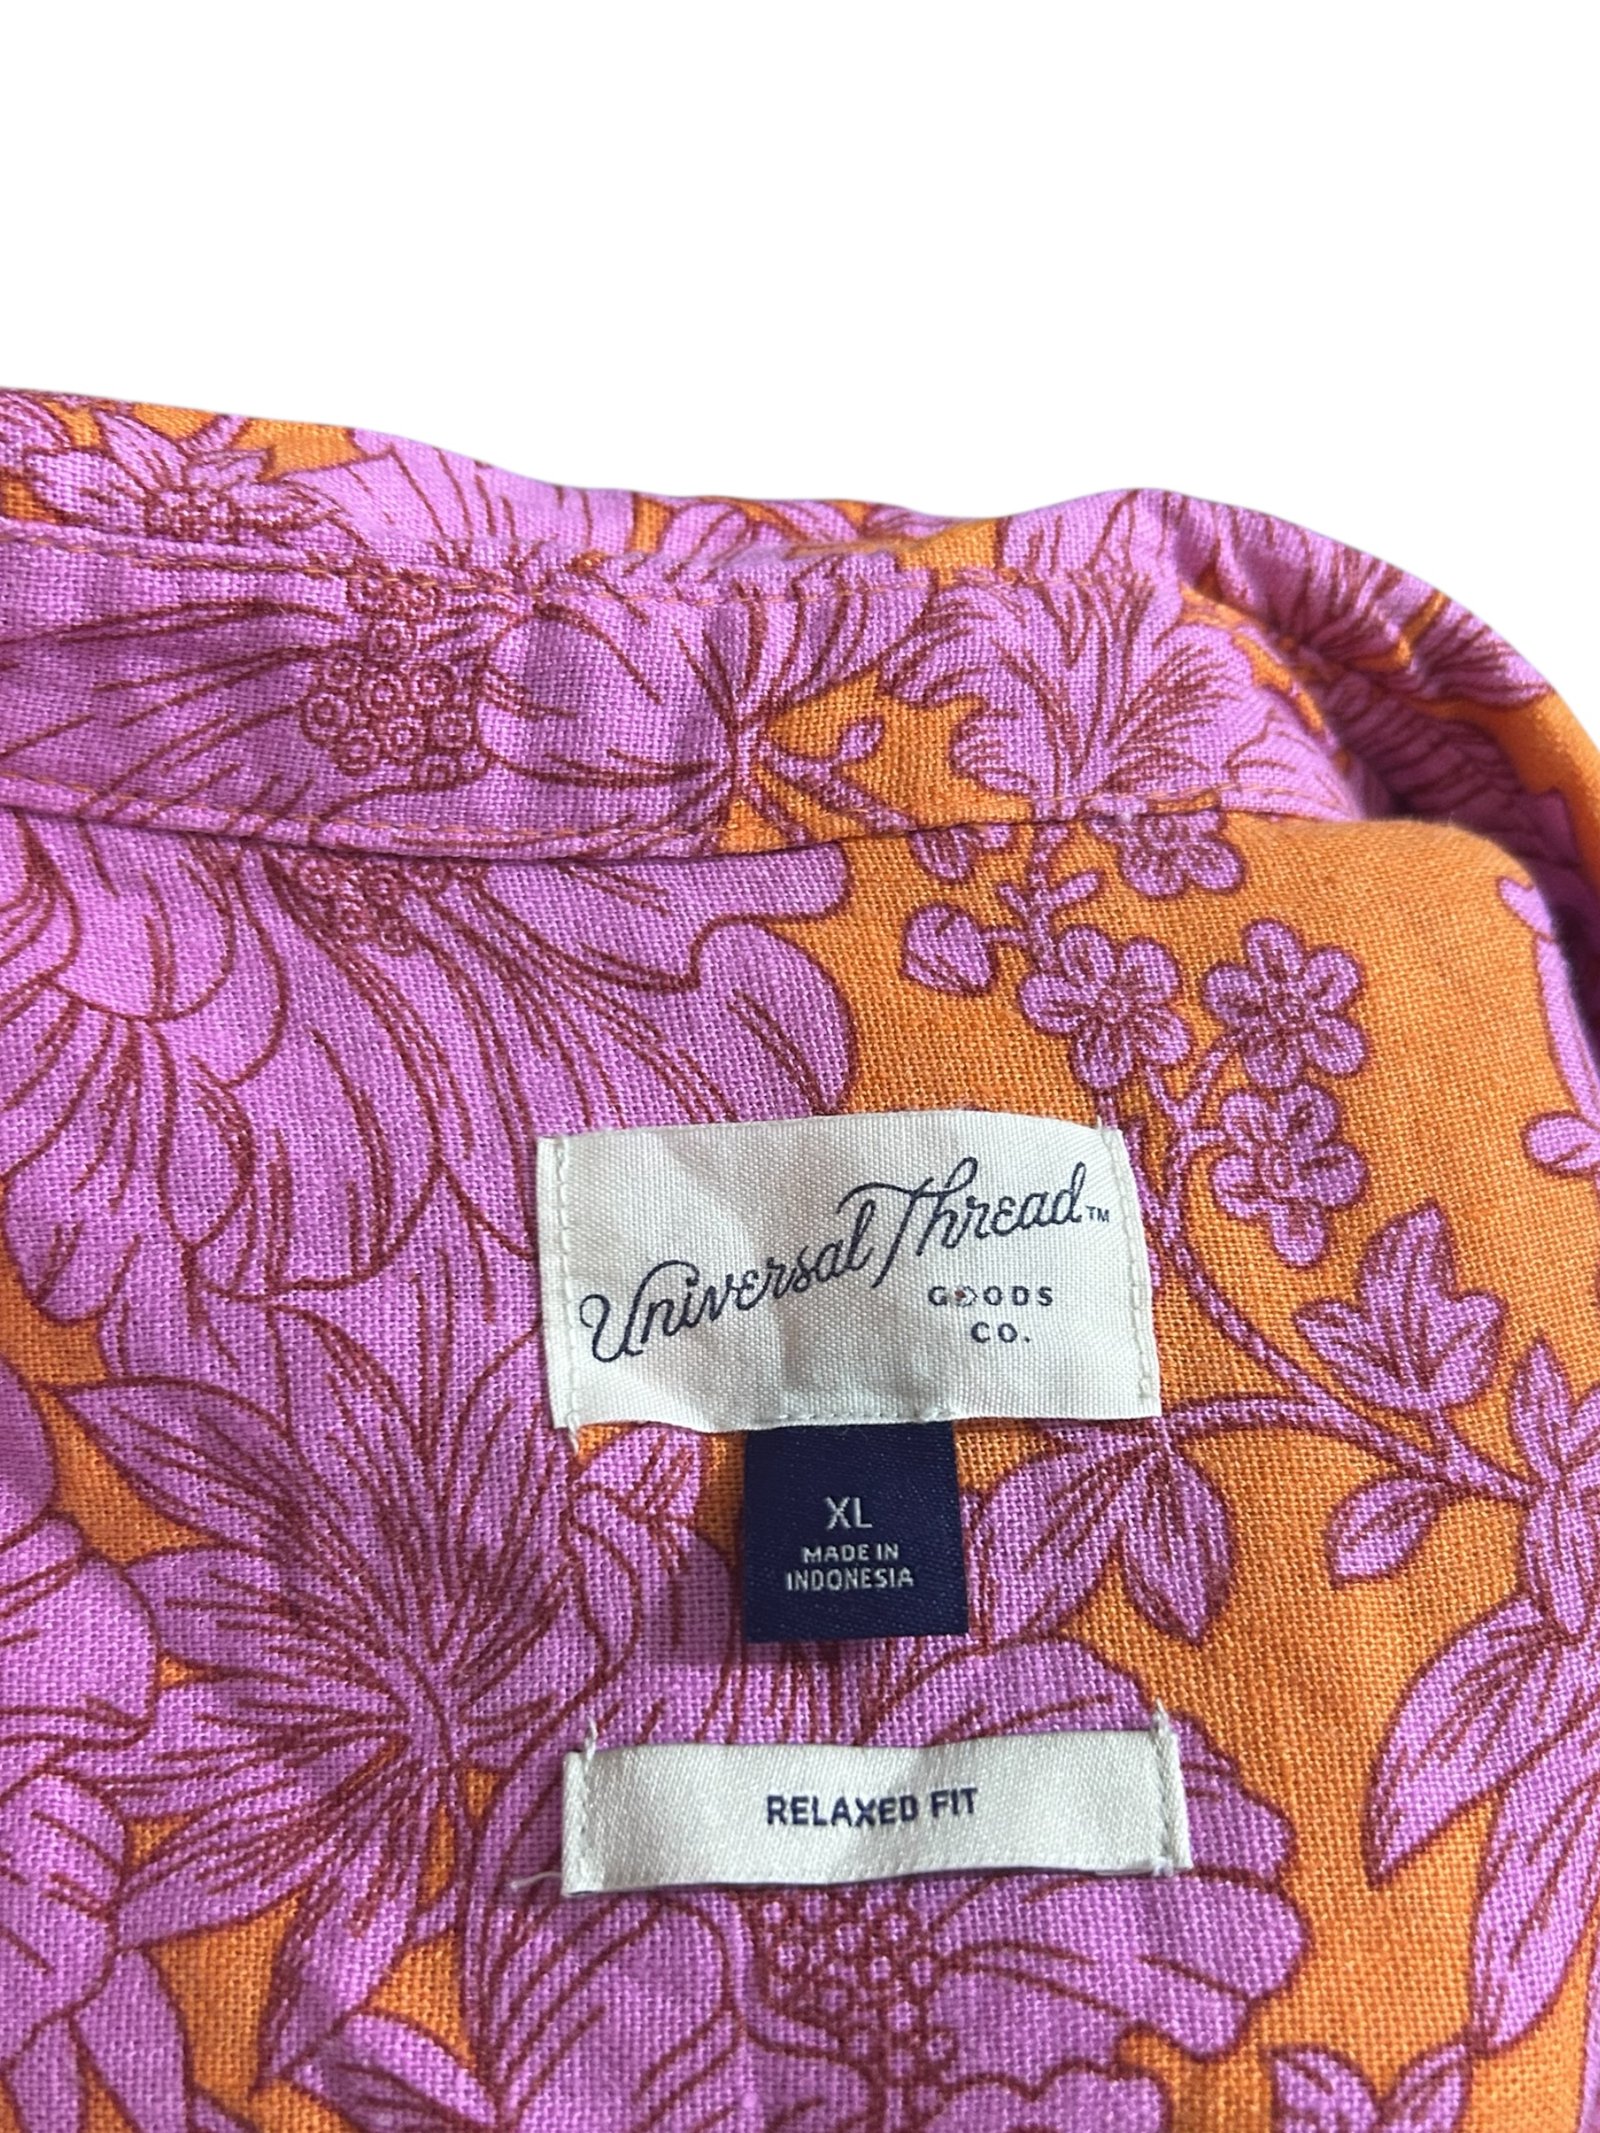 Universal Thread™
GOODS
CO.
XL
MADE IN
INDONESIA
RELAXED FIT